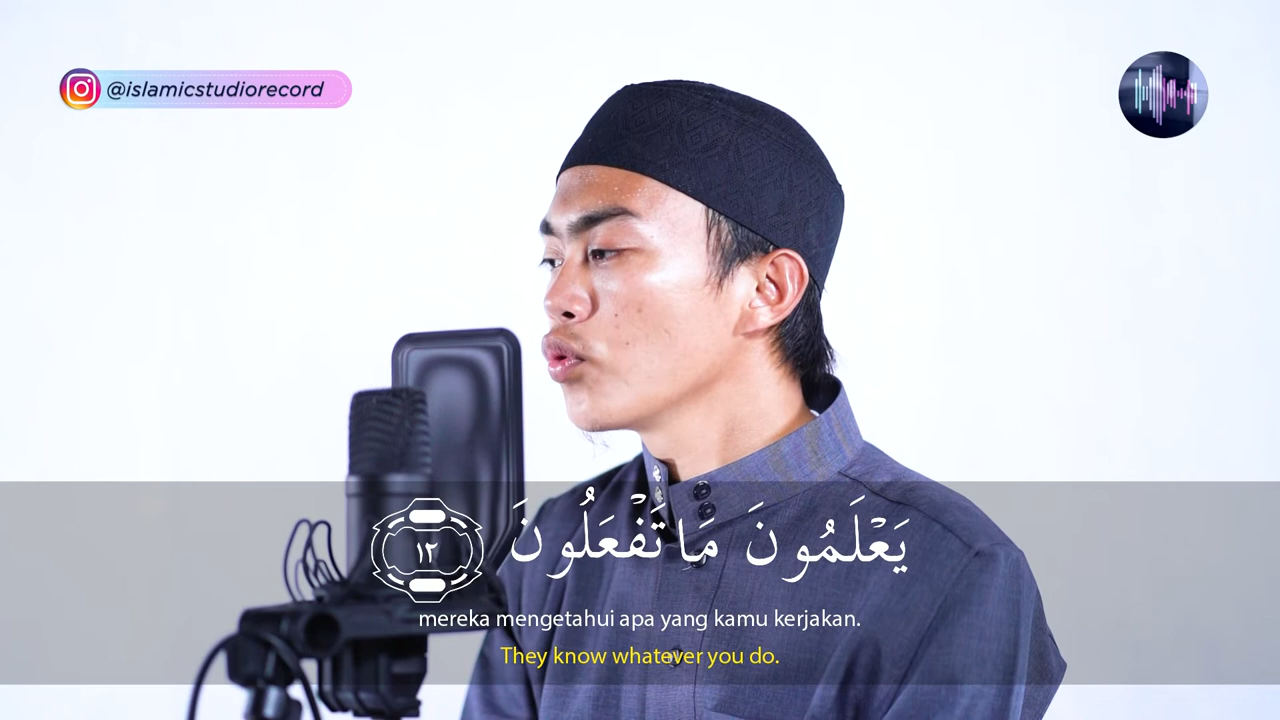 @islamicstudiorecord
يَعْلَمُونَ مَا تَفْعَلُونَ ١٢
mereka mengetahui apa yang kamu kerjakan.
They know whatever you do.